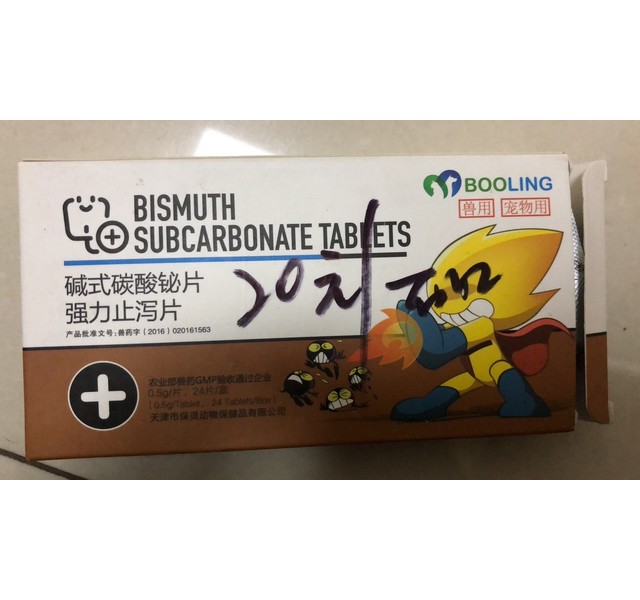 BOOLING
兽用 宠物用
BISMUTH
SUBCARBONATE TABLETS
碱式碳酸铋片
强力止泻片
产品批准文号:兽药字(2016)020161563
20元/
农业部兽药GMP验收通过企业
0.5g/片,24片/盒
(0.5g/Tablet, 24 Tablets/Box)
天津市保灵动物保健品有限公司